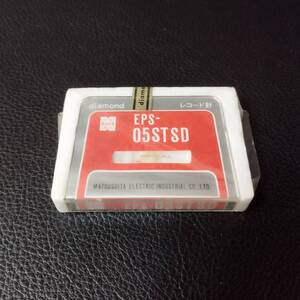 diamond
レコード針
EPS-
05STSD
MATSUSHITA ELECTRIC INDUSTRIAL CO.,LTD.